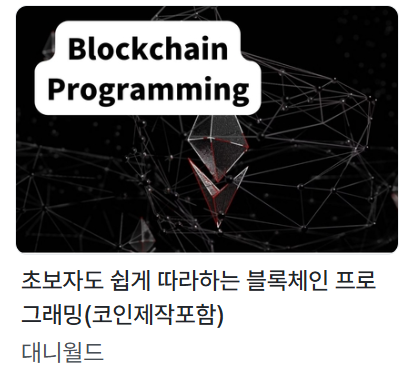 Blockchain
Programming
초보자도 쉽게 따라하는 블록체인 프로
그래밍(코인제작포함)
대니월드